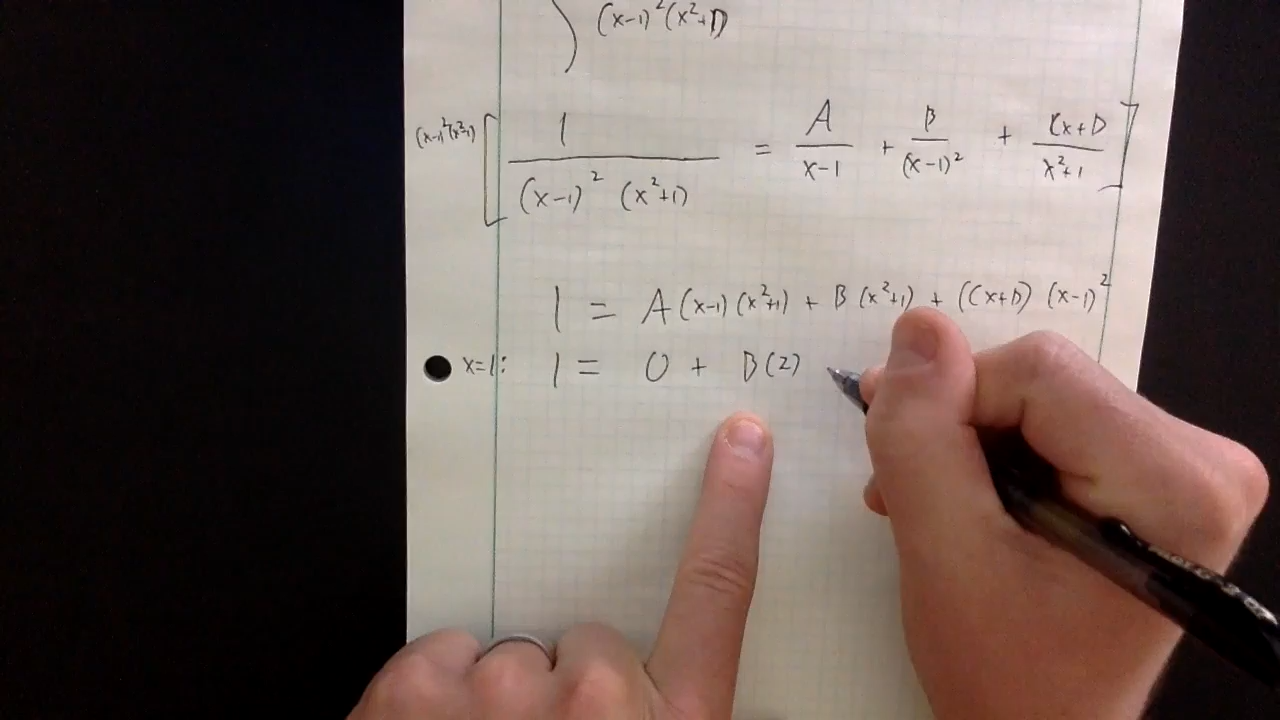 (x-1)²(x²+1)
(x-1)²(x²+1) [ 1 / (x-1)² (x²+1) = A / x-1 + B / (x-1)² + Cx+D / x²+1 ]
1 = A(x-1)(x²+1) + B(x²+1) + (Cx+D)(x-1)²
x=1: 1 = 0 + B(2)